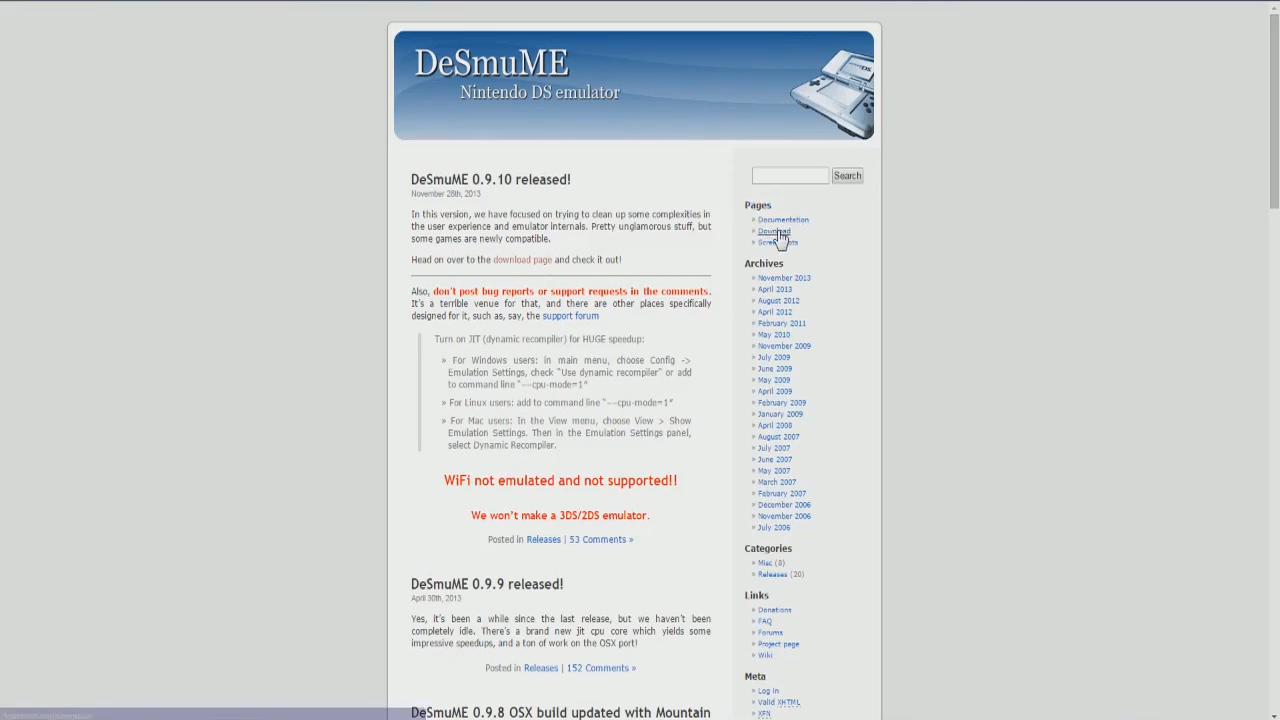 DeSmuME
Nintendo DS emulator
DeSmuME 0.9.10 released!
November 28th, 2013
In this version, we have focused on trying to clean up some complexities in
the user experience and emulator internals. Pretty unglamorous stuff, but
some games are newly compatible.
Head on over to the download page and check it out!
Also, don't post bug reports or support requests in the comments.
It's a terrible venue for that, and there are other places specifically
designed for it, such as, say, the support forum
Turn on JIT (dynamic recompiler) for HUGE speedup:
» For Windows users: in main menu, choose Config ->
Emulation Settings, check "Use dynamic recompiler" or add
to command line "--cpu-mode=1"
» For Linux users: add to command line "--cpu-mode=1"
» For Mac users: In the View menu, choose View > Show
Emulation Settings. Then in the Emulation Settings panel,
select Dynamic Recompiler.
WiFi not emulated and not supported!!
We won't make a 3DS/2DS emulator.
Posted in Releases | 53 Comments »
DeSmuME 0.9.9 released!
April 30th, 2013
Yes, it's been a while since the last release, but we haven't been
completely idle. There's a brand new jit cpu core which yields some
impressive speedups, and a ton of work on the OSX port!
Posted in Releases | 152 Comments »
DeSmuME 0.9.8 OSX build updated with Mountain
Search
Pages
» Documentation
» Download
» Archives
» November 2013
» April 2013
» August 2012
» April 2012
» February 2011
» May 2010
» November 2009
» July 2009
» June 2009
» May 2009
» April 2009
» February 2009
» January 2009
» April 2008
» August 2007
» July 2007
» June 2007
» May 2007
» March 2007
» February 2007
» December 2006
» November 2006
» July 2006
Categories
» Misc (8)
» Releases (20)
Links
» Donations
» FAQ
» Forums
» Project page
» Wiki
Meta
» Log in
» Valid XHTML
» XFN